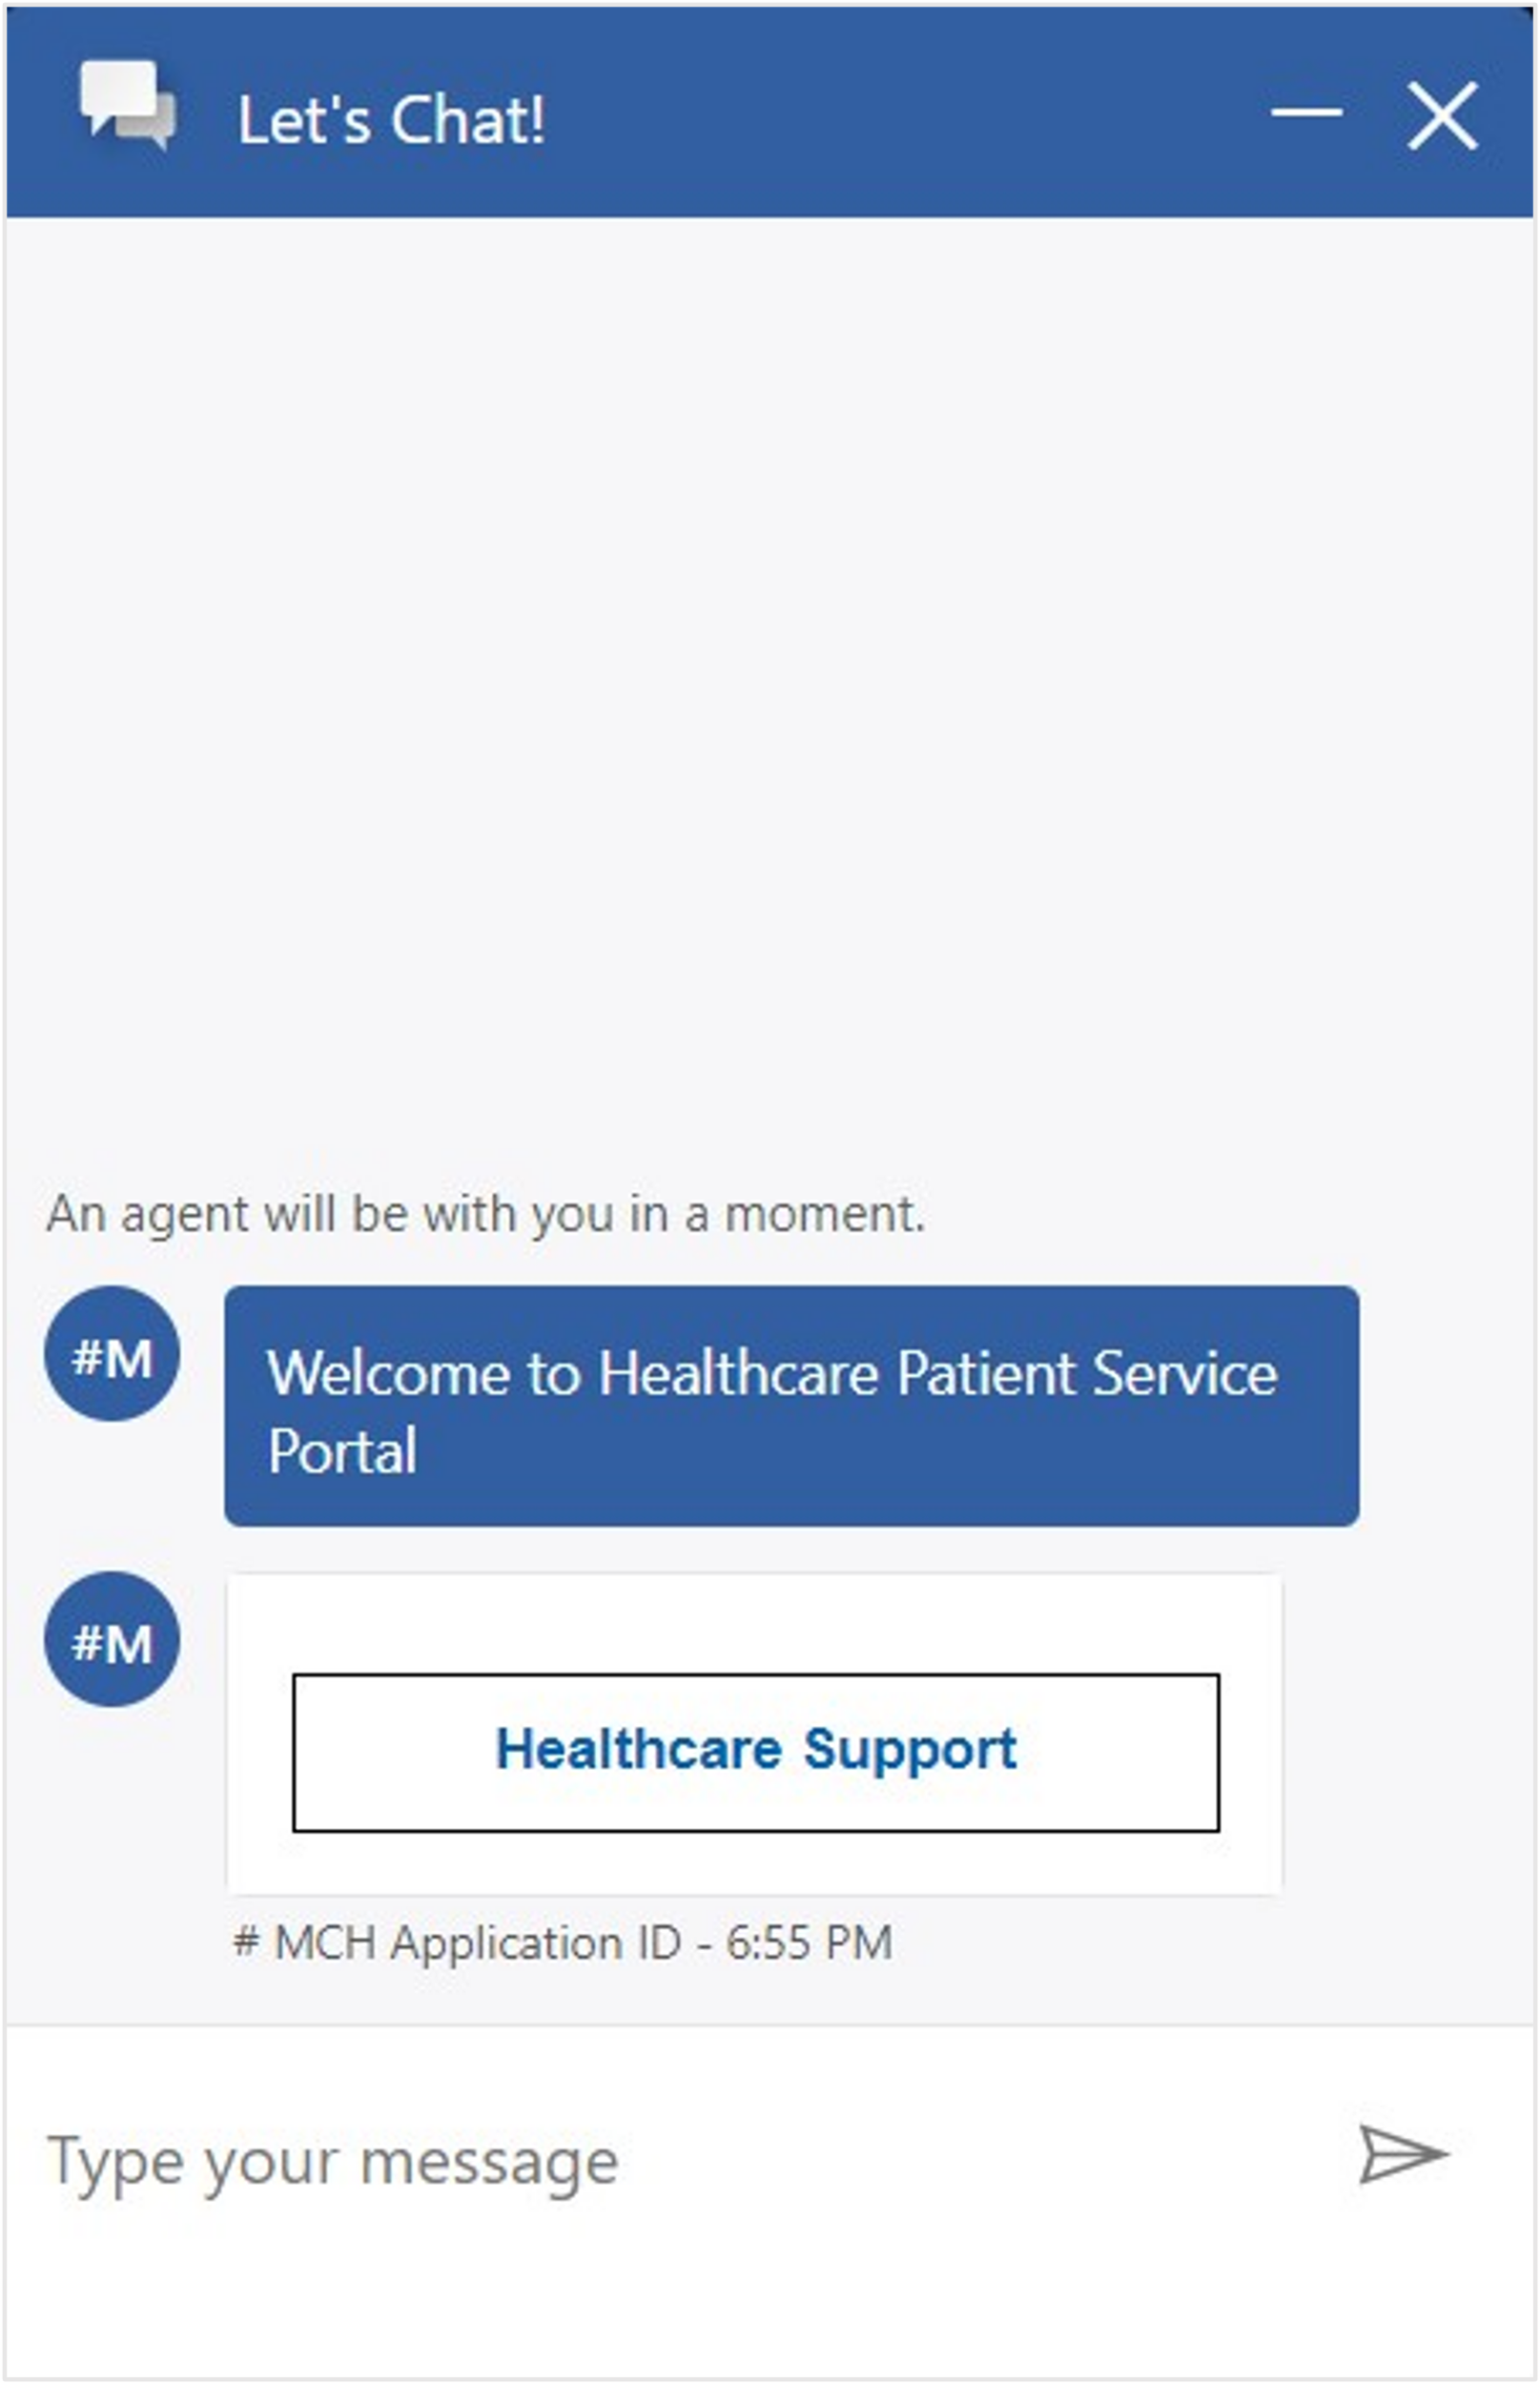 Let's Chat!
An agent will be with you in a moment.
#M
Welcome to Healthcare Patient Service
Portal
#M
Healthcare Support
# MCH Application ID - 6:55 PM
Type your message